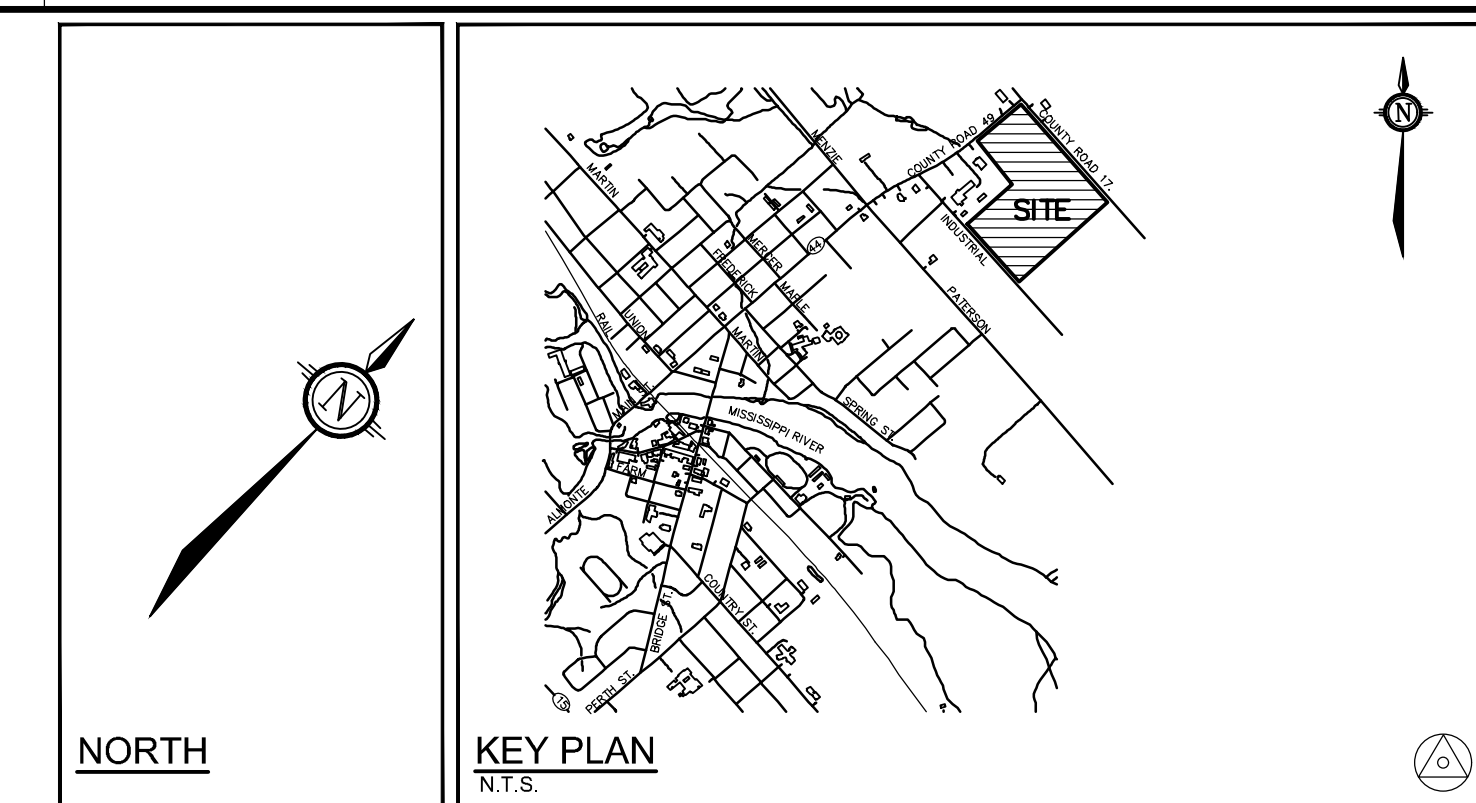 N
COUNTY ROAD 49
COUNTY ROAD 17.
MENZIE
MARTIN
SITE
INDUSTRIAL
MERCER
44
FREDERICK
MAPLE
PATERSON
RAIL
UNION
MARTIN
N
MAIN
SPRING ST.
MISSISSIPPI RIVER
FARM
ALMONTE
COUNTRY ST.
BRIDGE ST.
PERTH ST.
15
NORTH
KEY PLAN
N.T.S.